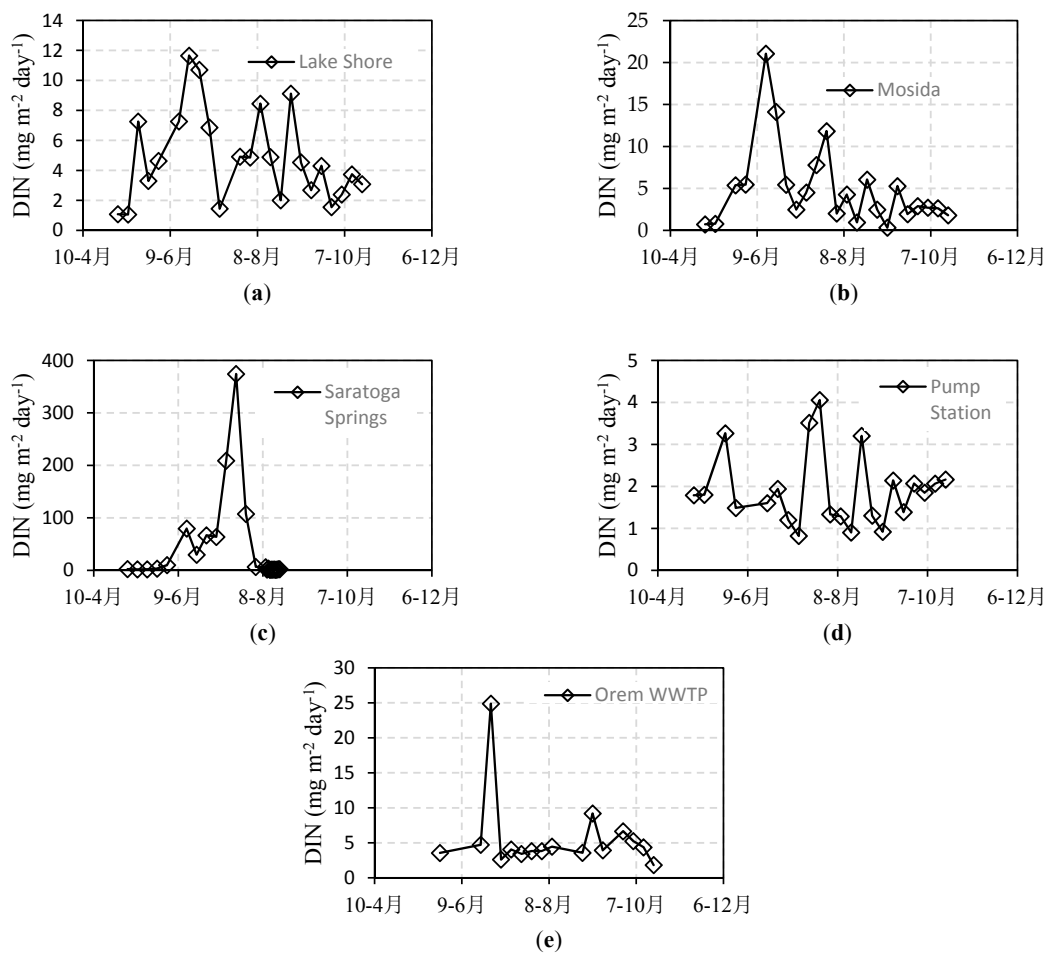 14
12
10
8
6
4
2
0
DIN (mg m⁻² day⁻¹)
Lake Shore
10-4月 9-6月 8-8月 7-10月 6-12月
(a)
25
20
15
10
5
0
DIN (mg m⁻² day⁻¹)
Mosida
10-4月 9-6月 8-8月 7-10月 6-12月
(b)
400
300
200
100
0
DIN (mg m⁻² day⁻¹)
Saratoga
Springs
10-4月 9-6月 8-8月 7-10月 6-12月
(c)
5
4
3
2
1
0
DIN (mg m⁻² day⁻¹)
Pump
Station
10-4月 9-6月 8-8月 7-10月 6-12月
(d)
30
25
20
15
10
5
0
DIN (mg m⁻² day⁻¹)
Orem WWTP
10-4月 9-6月 8-8月 7-10月 6-12月
(e)